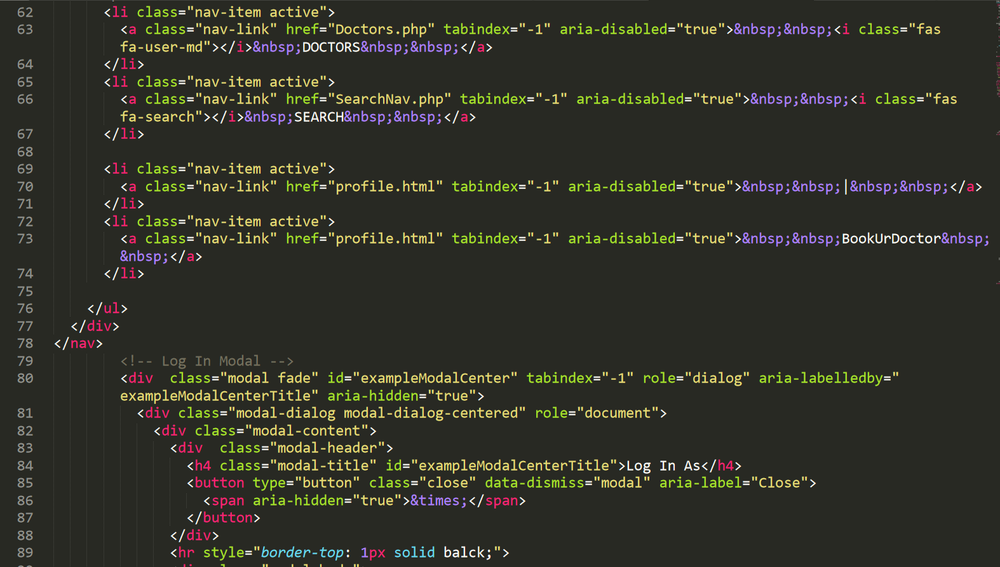 62 <li class="nav-item active">
63 <a class="nav-link" href="Doctors.php" tabindex="-1" aria-disabled="true">&nbsp;&nbsp;<i class="fas
fa-user-md"></i>&nbsp;DOCTORS&nbsp;&nbsp;</a>
64 </li>
65 <li class="nav-item active">
66 <a class="nav-link" href="SearchNav.php" tabindex="-1" aria-disabled="true">&nbsp;&nbsp;<i class="fas
fa-search"></i>&nbsp;SEARCH&nbsp;&nbsp;</a>
67 </li>
68
69 <li class="nav-item active">
70 <a class="nav-link" href="profile.html" tabindex="-1" aria-disabled="true">&nbsp;&nbsp;|&nbsp;&nbsp;</a>
71 </li>
72 <li class="nav-item active">
73 <a class="nav-link" href="profile.html" tabindex="-1" aria-disabled="true">&nbsp;&nbsp;BookUrDoctor&nbsp;
&nbsp;</a>
74 </li>
75
76 </ul>
77 </div>
78 </nav>
79 <!-- Log In Modal -->
80 <div  class="modal fade" id="exampleModalCenter" tabindex="-1" role="dialog" aria-labelledby="
exampleModalCenterTitle" aria-hidden="true">
81 <div class="modal-dialog modal-dialog-centered" role="document">
82 <div class="modal-content">
83 <div  class="modal-header">
84 <h4 class="modal-title" id="exampleModalCenterTitle">Log In As</h4>
85 <button type="button" class="close" data-dismiss="modal" aria-label="Close">
86 <span aria-hidden="true">&times;</span>
87 </button>
88 </div>
89 <hr style="border-top: 1px solid balck;">